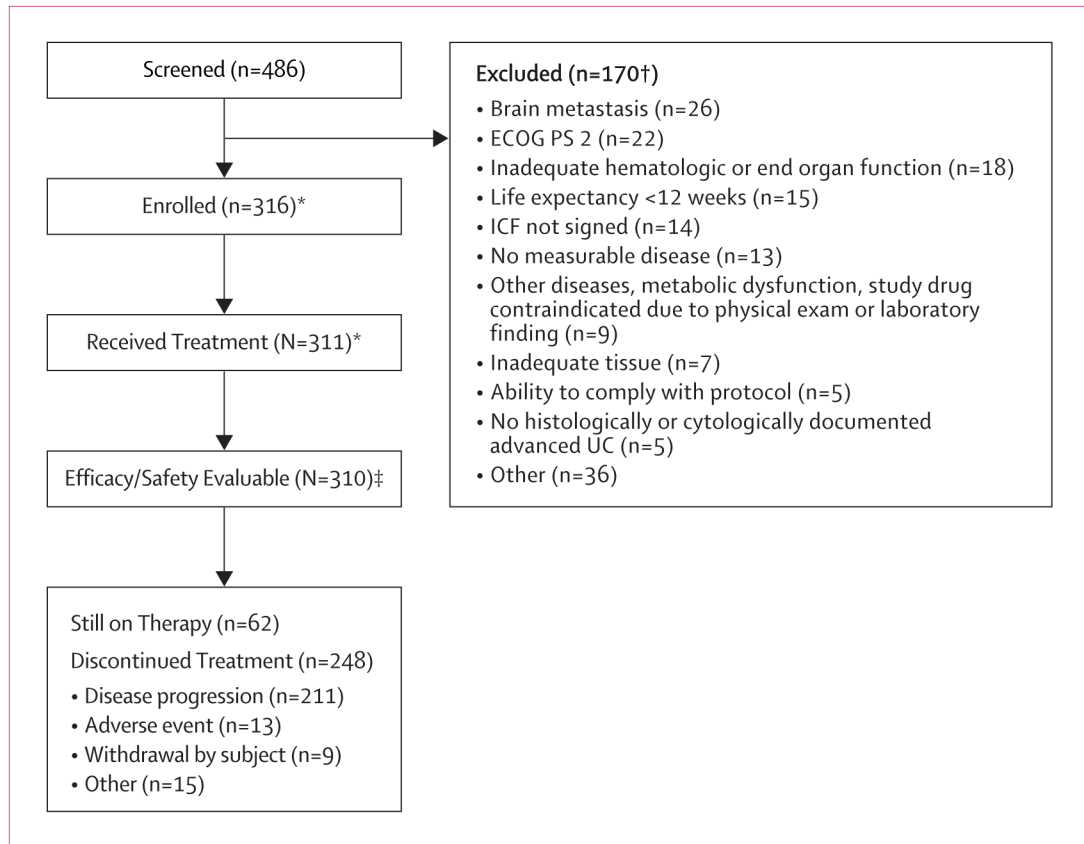 Screened (n=486)
Excluded (n=170†)
• Brain metastasis (n=26)
• ECOG PS 2 (n=22)
• Inadequate hematologic or end organ function (n=18)
• Life expectancy <12 weeks (n=15)
• ICF not signed (n=14)
• No measurable disease (n=13)
• Other diseases, metabolic dysfunction, study drug
contraindicated due to physical exam or laboratory
finding (n=9)
• Inadequate tissue (n=7)
• Ability to comply with protocol (n=5)
• No histologically or cytologically documented
advanced UC (n=5)
• Other (n=36)
Enrolled (n=316)*
Received Treatment (N=311)*
Efficacy/Safety Evaluable (N=310)‡
Still on Therapy (n=62)
Discontinued Treatment (n=248)
• Disease progression (n=211)
• Adverse event (n=13)
• Withdrawal by subject (n=9)
• Other (n=15)